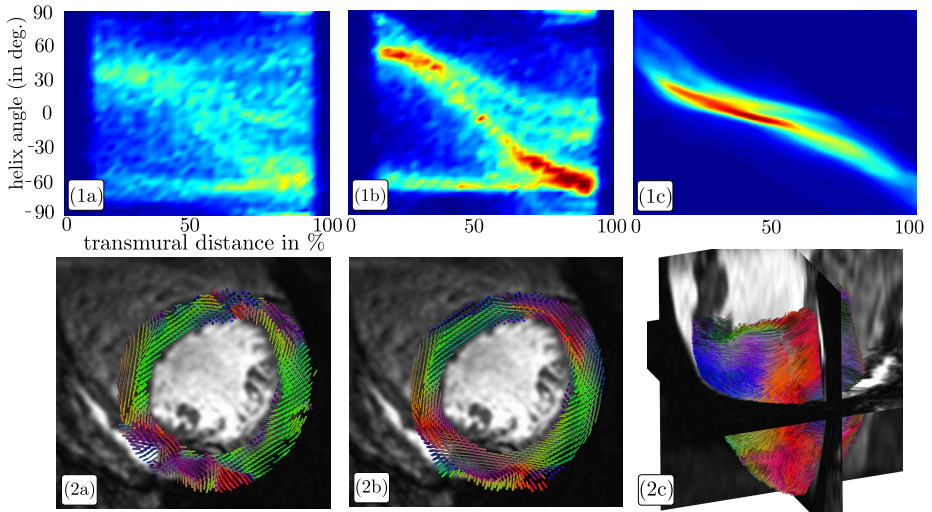 helix angle (in deg.)
90
60
30
0
-30
-60
-90
(1a)
(1b)
(1c)
0 50 100
50 100
0 50 100
transmural distance in %
(2a)
(2b)
(2c)